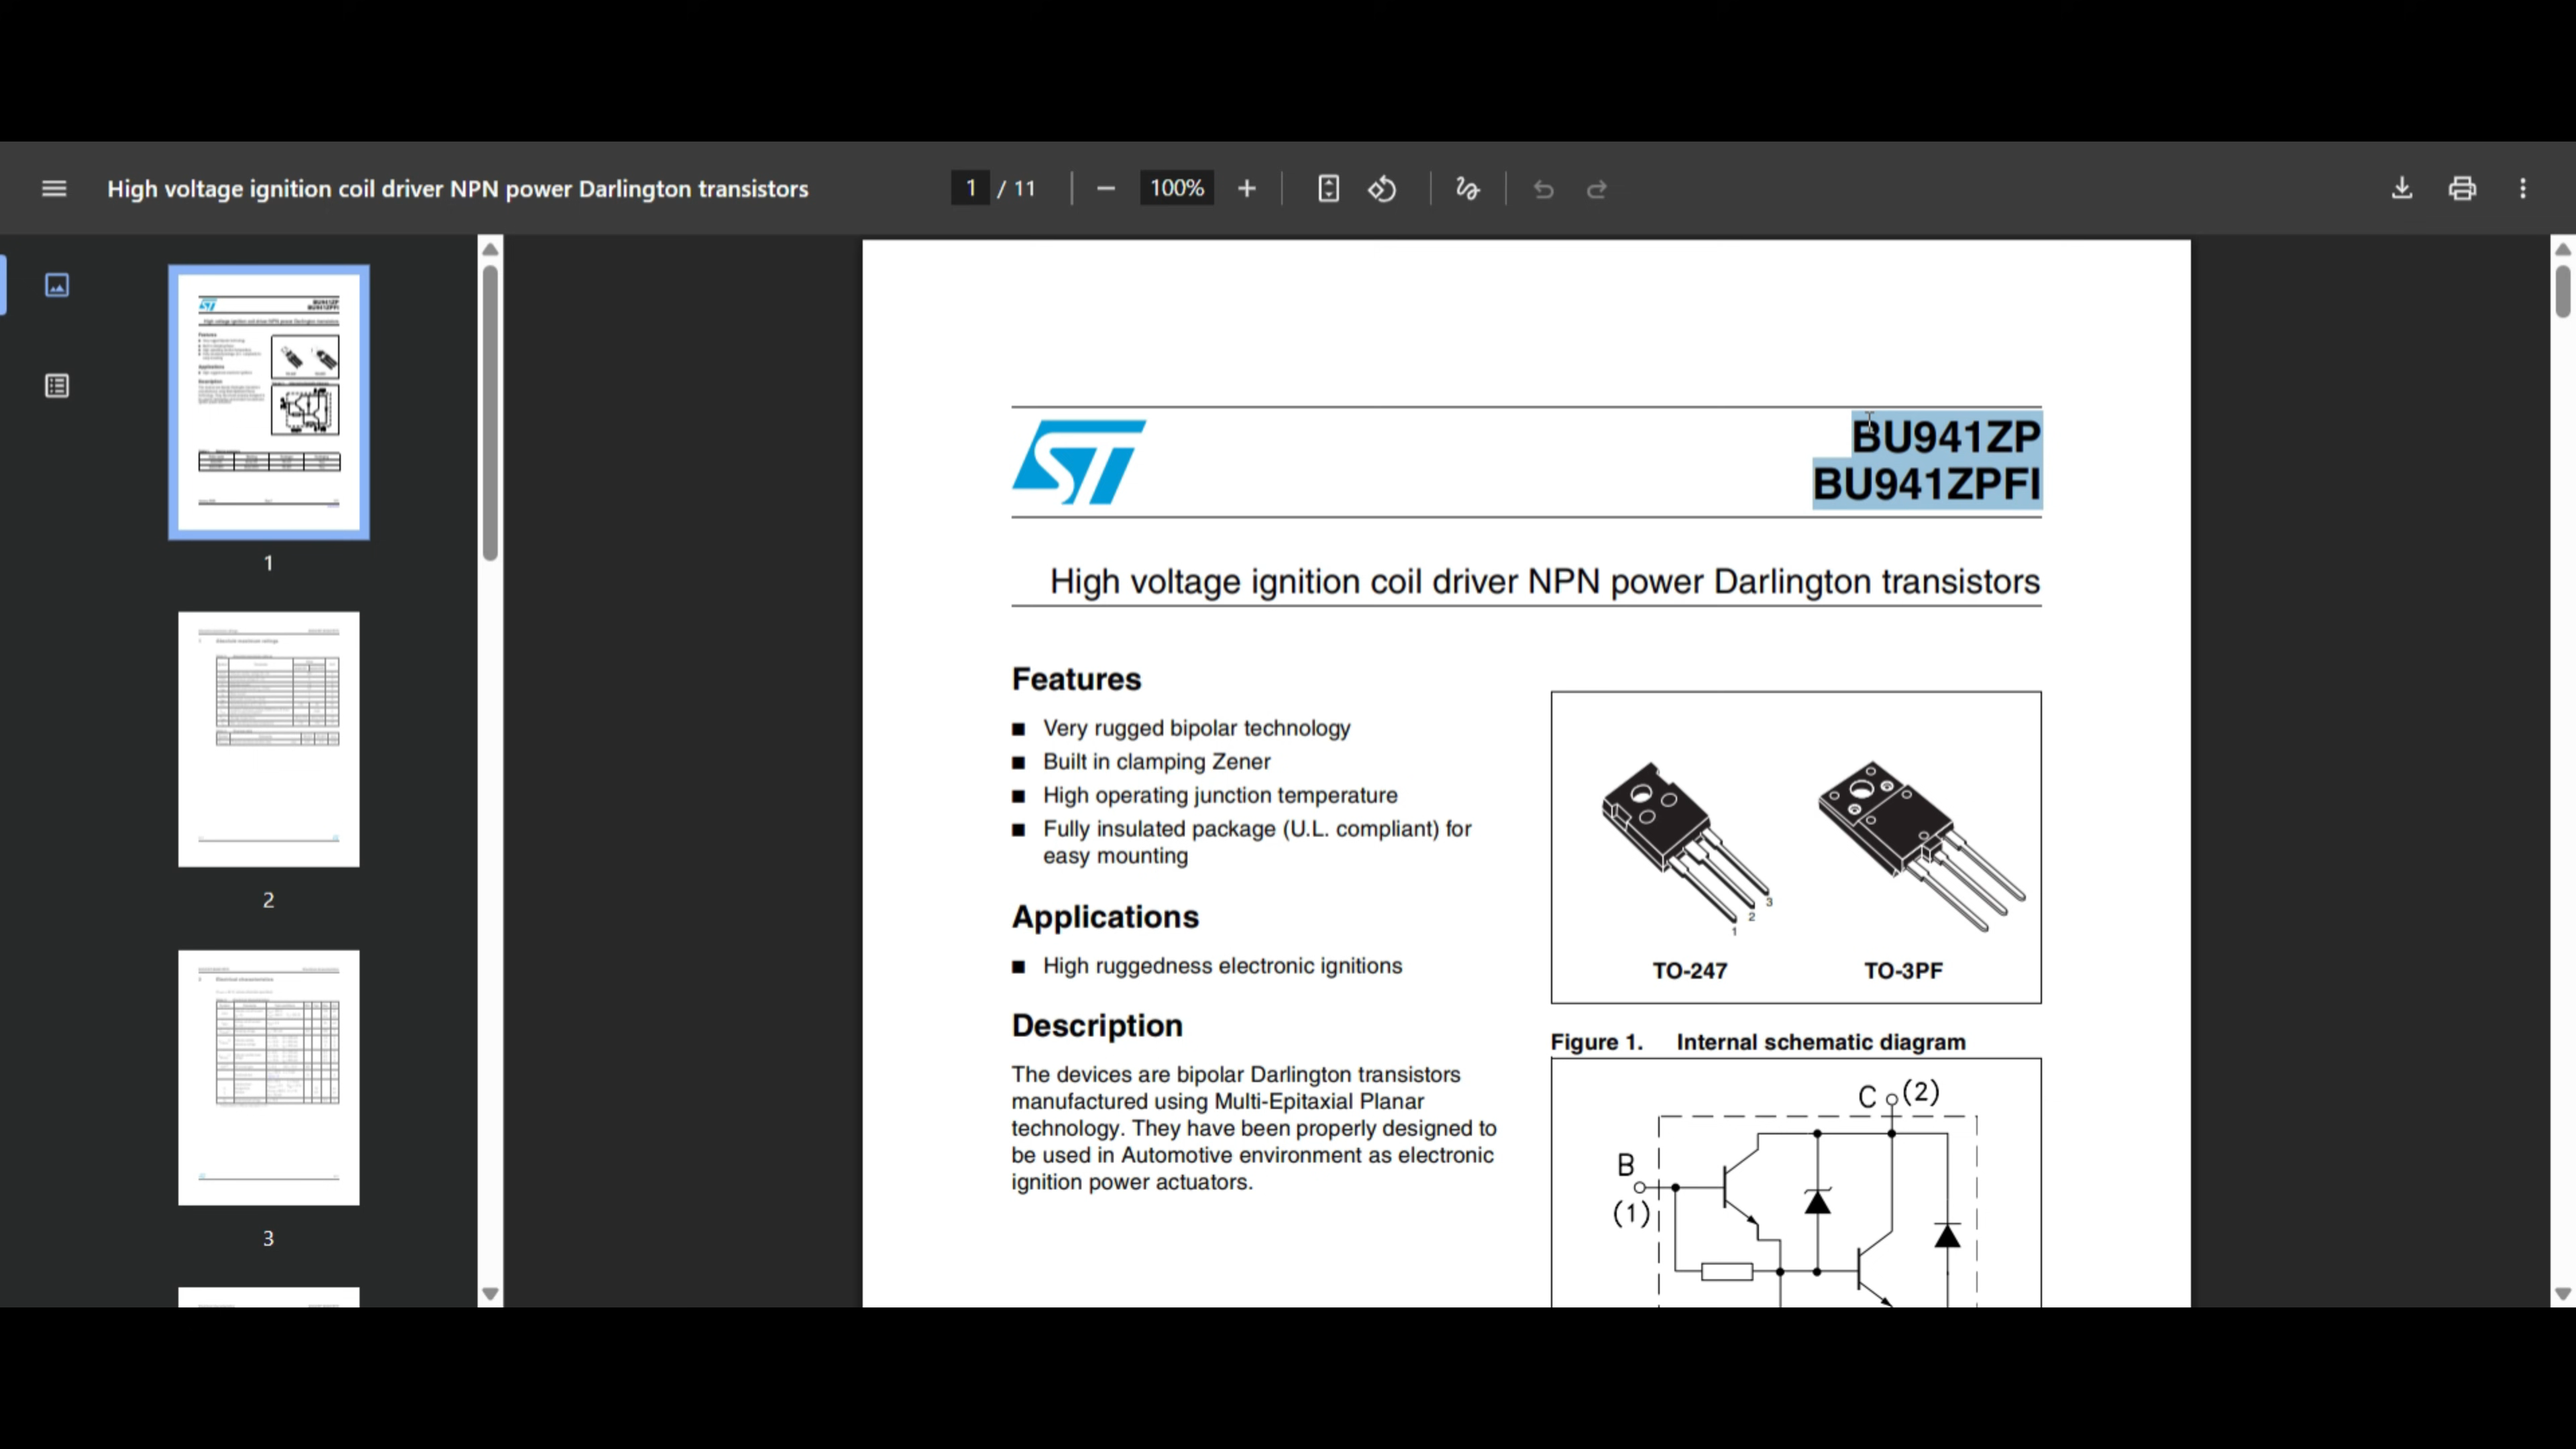 High voltage ignition coil driver NPN power Darlington transistors
1 / 11
100%
1
2
3
ST
BU941ZP
BU941ZPFI
High voltage ignition coil driver NPN power Darlington transistors
Features
■ Very rugged bipolar technology
■ Built in clamping Zener
■ High operating junction temperature
■ Fully insulated package (U.L. compliant) for
easy mounting
Applications
■ High ruggedness electronic ignitions
Description
The devices are bipolar Darlington transistors
manufactured using Multi-Epitaxial Planar
technology. They have been properly designed to
be used in Automotive environment as electronic
ignition power actuators.
1
2
3
TO-247
TO-3PF
Figure 1. Internal schematic diagram
C (2)
B
(1)